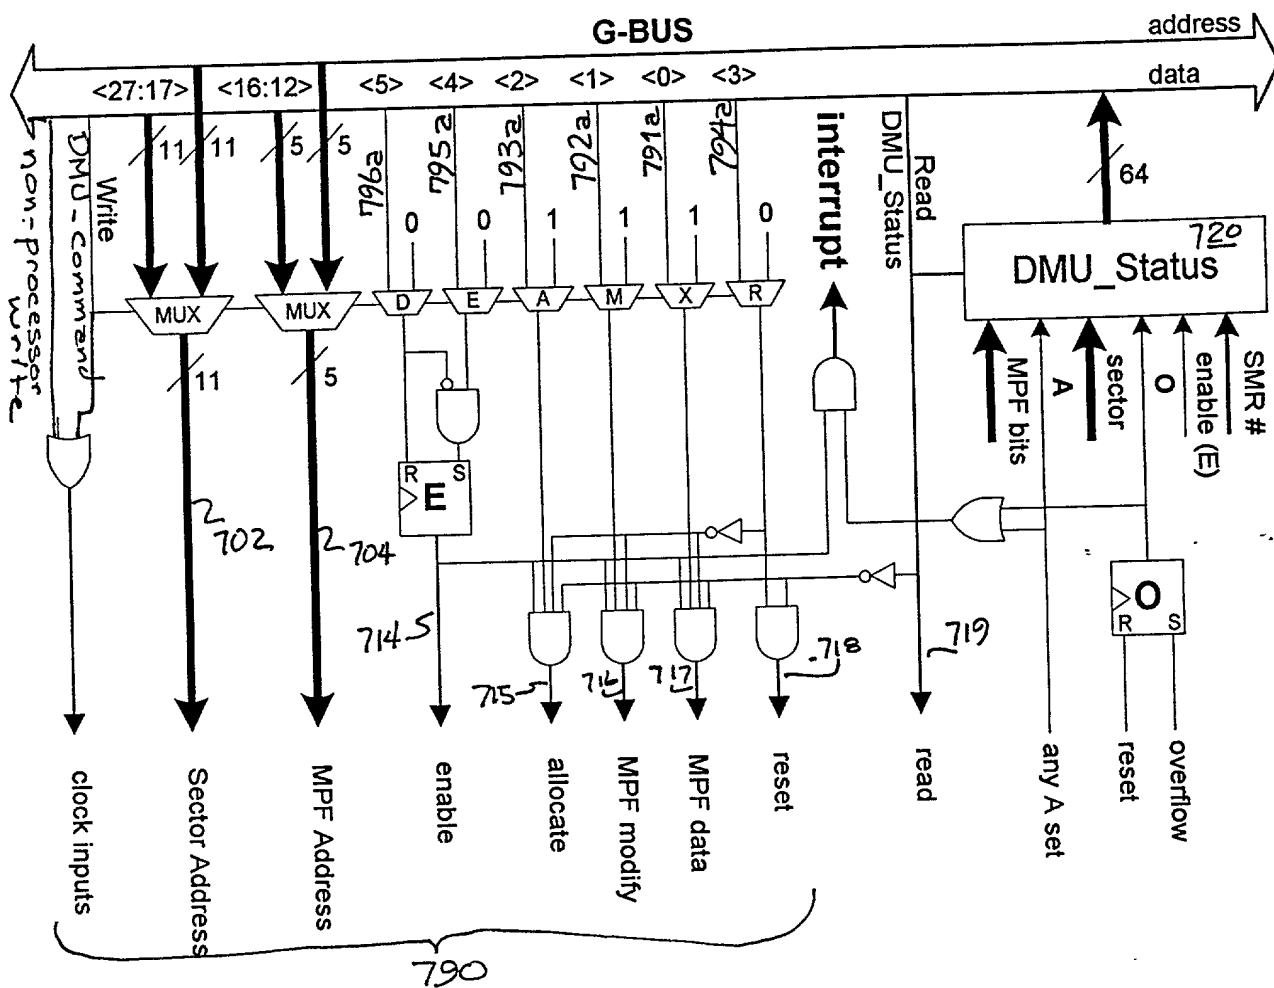 G-BUS
address
data
<27:17>
<16:12>
<5>
<4>
<2>
<1>
<0>
<3>
11
11
5
5
796a
795a
793a
792a
791a
794a
0
0
1
1
1
0
non-processor
write
DMU-command
Write
interrupt
DMU_Status
Read
64
720
DMU_Status
MUX
MUX
D
E
A
M
X
R
11
5
MPF bits
A
sector
O
enable (E)
SMR #
R
S
E
702
704
714
715
716
717
718
719
O
R
S
clock inputs
Sector Address
MPF Address
enable
allocate
MPF modify
MPF data
reset
read
any A set
reset
overflow
790